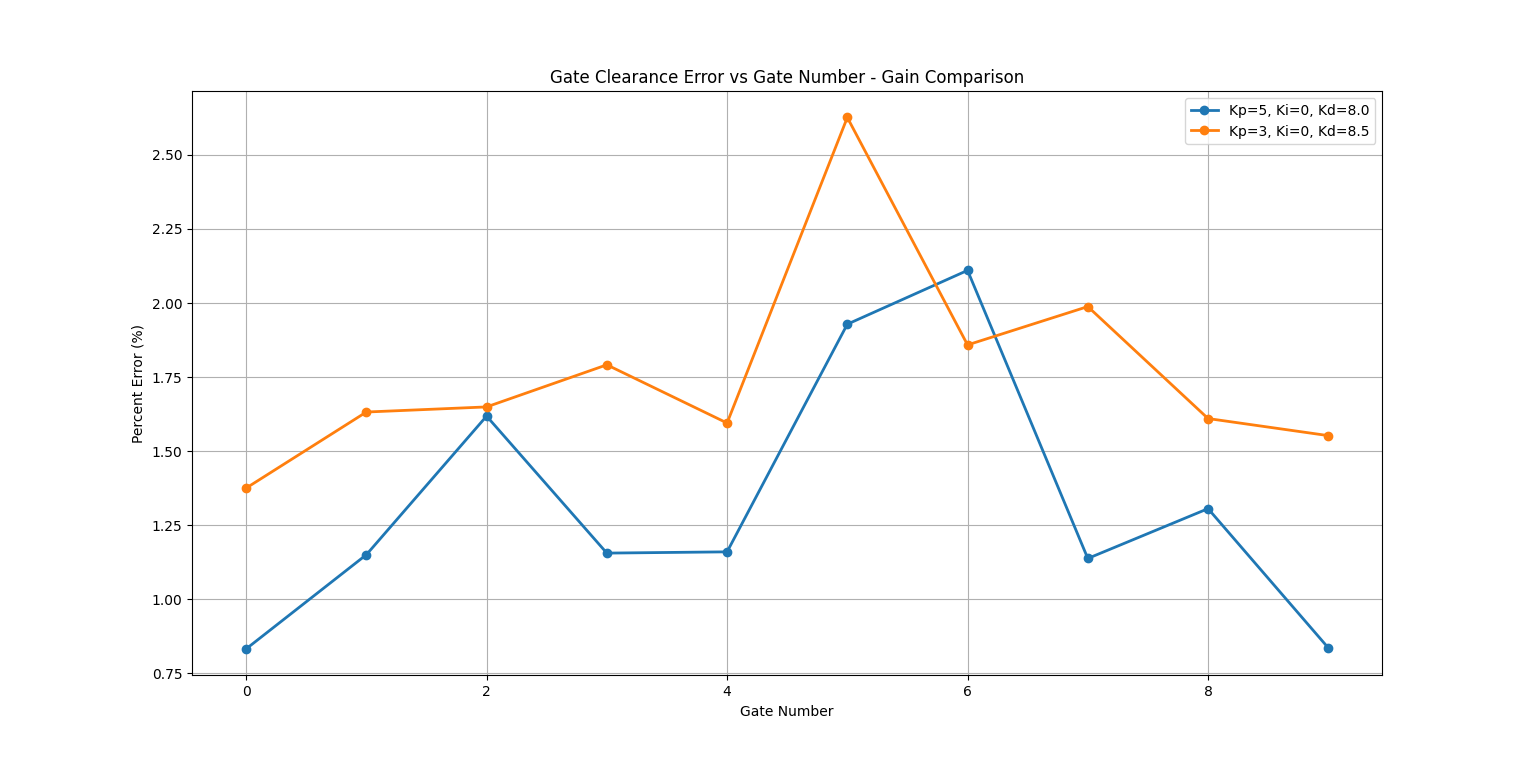 Gate Clearance Error vs Gate Number - Gain Comparison
Kp=5, Ki=0, Kd=8.0
Kp=3, Ki=0, Kd=8.5
Percent Error (%)
2.50
2.25
2.00
1.75
1.50
1.25
1.00
0.75
0 2 4 6 8
Gate Number